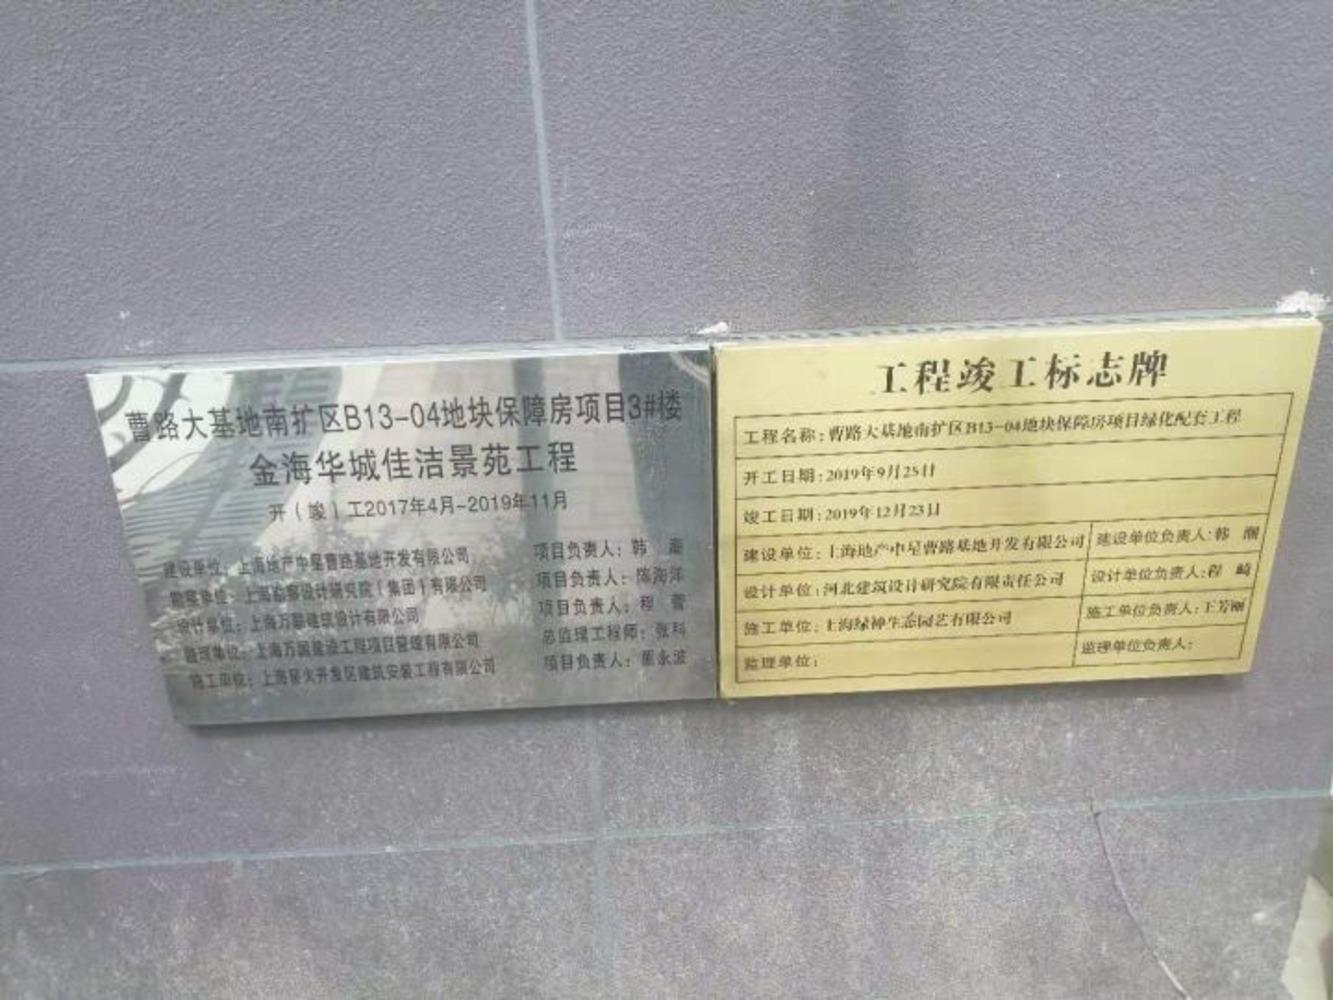 曹路大基地南扩区B13-04地块保障房项目3#楼
金海华城佳洁景苑工程
开（竣）工2017年4月-2019年11月
建设单位：上海地产中星曹路基地开发有限公司 项目负责人：韩
勘察单位：上海勘察设计研究院（集团）有限公司 项目负责人：陈海洋
设计单位：上海万联建筑设计有限公司 项目负责人：程
监理单位：上海万国建设工程项目管理有限公司 总监理工程师：张科
施工单位：上海星火开发区建筑安装工程有限公司 项目负责人：周永波
工程竣工标志牌
工程名称：曹路大基地南扩区B13-04地块保障房项目绿化配套工程
开工日期：2019年9月25日
竣工日期：2019年12月23日
建设单位：上海地产中星曹路基地开发有限公司 建设单位负责人：韩
设计单位：河北建筑设计研究院有限责任公司 设计单位负责人：程 崎
施工单位：上海绿神生态园艺有限公司 施工单位负责人：王芳
监理单位： 监理单位负责人：